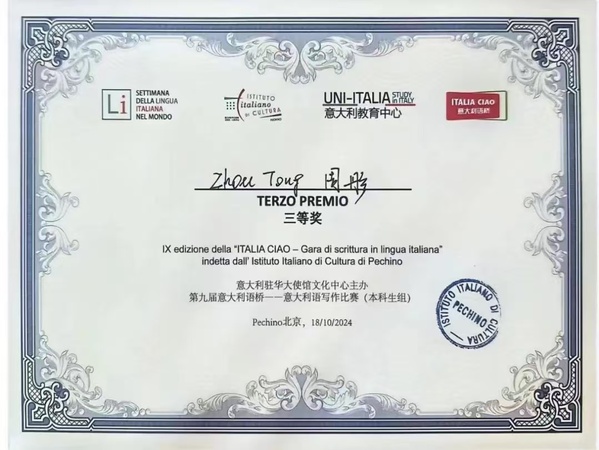 Li
SETTIMANA
DELLA LINGUA
ITALIANA
NEL MONDO
ISTITUTO
italiano
di CULTURA
UNI-ITALIA STUDY in ITALY
意大利教育中心
ITALIA CIAO
意大利语桥
Zhou Tong 周彤
TERZO PREMIO
三等奖
IX edizione della "ITALIA CIAO – Gara di scrittura in lingua italiana"
indetta dall' Istituto Italiano di Cultura di Pechino
意大利驻华大使馆文化中心主办
第九届意大利语桥——意大利语写作比赛（本科生组）
Pechino北京, 18/10/2024
ISTITUTO ITALIANO DI CULTURA
PECHINO